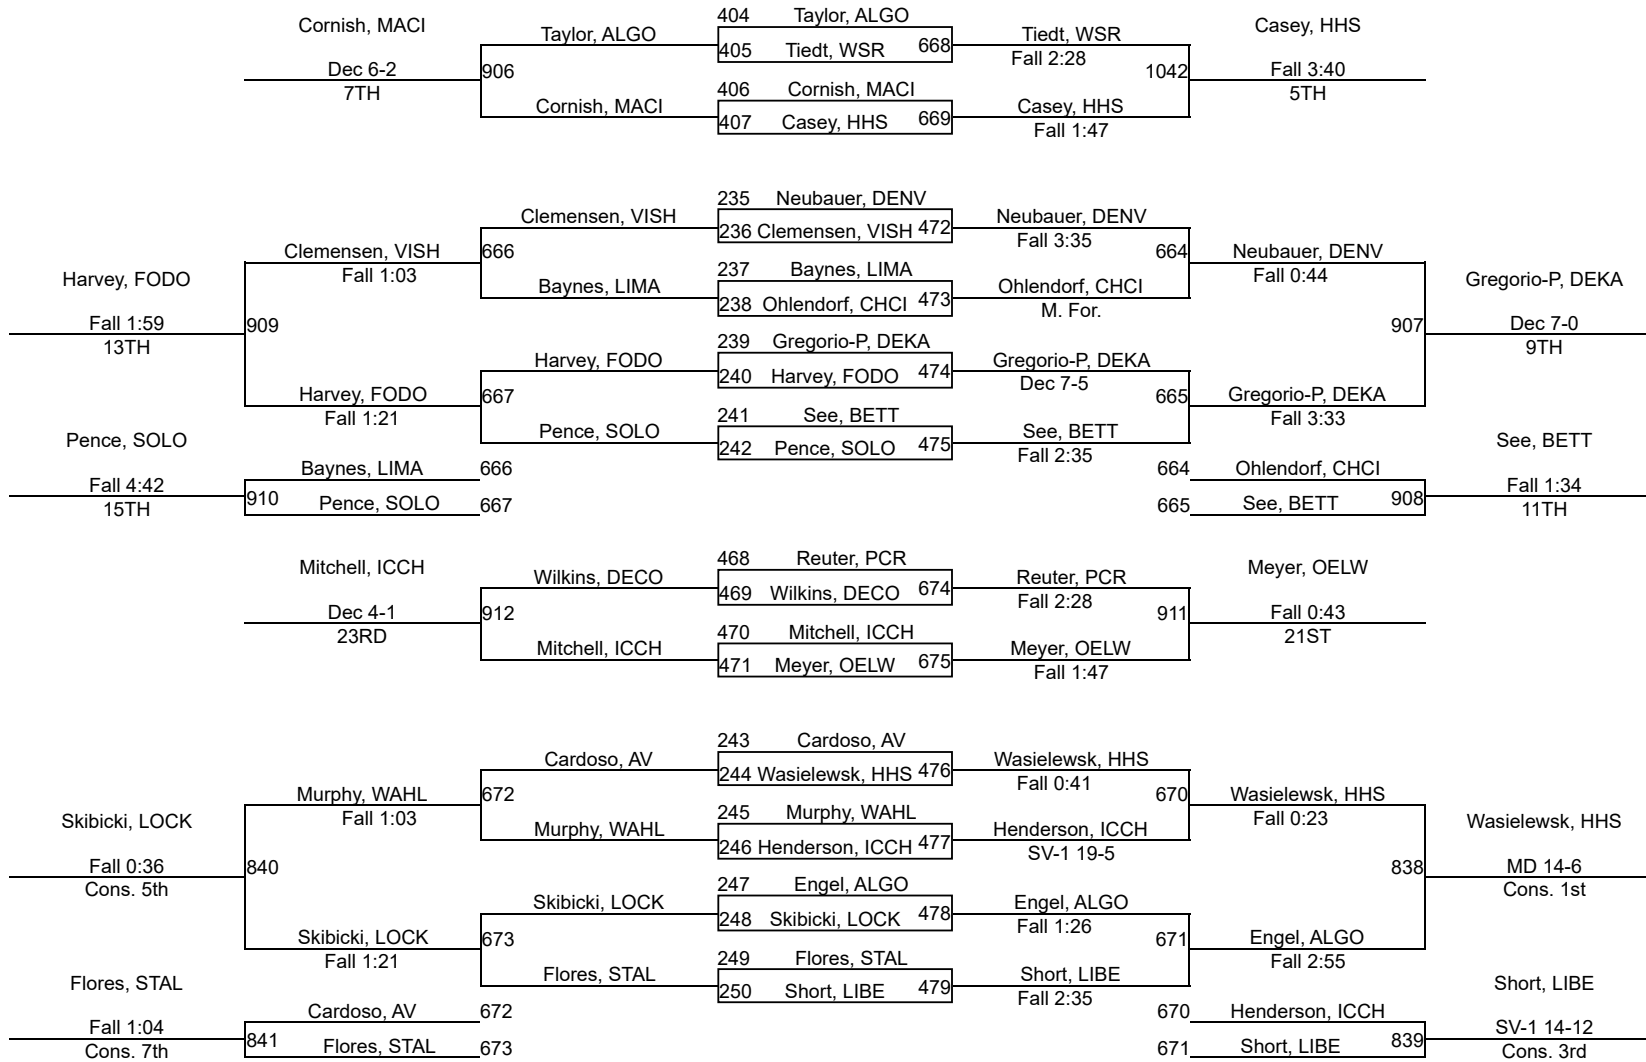 404 Taylor, ALGO
Cornish, MACI Casey, HHS
Taylor, ALGO 405 Tiedt, WSR 668 Tiedt, WSR
Fall 2:28
Dec 6-2 906 1042 Fall 3:40
7TH 406 Cornish, MACI 5TH
Cornish, MACI 407 Casey, HHS 669 Casey, HHS
Fall 1:47
235 Neubauer, DENV
Clemensen, VISH 236 Clemensen, VISH 472 Neubauer, DENV
Fall 3:35
Clemensen, VISH 666 664 Neubauer, DENV
Fall 1:03 237 Baynes, LIMA Fall 0:44
Harvey, FODO Gregorio-P, DEKA
Baynes, LIMA 238 Ohlendorf, CHCI 473 Ohlendorf, CHCI
M. For.
Fall 1:59 909 907 Dec 7-0
13TH 239 Gregorio-P, DEKA 9TH
Harvey, FODO 240 Harvey, FODO 474 Gregorio-P, DEKA
Dec 7-5
Harvey, FODO 667 665 Gregorio-P, DEKA
Fall 1:21 241 See, BETT Fall 3:33
Pence, SOLO See, BETT
Pence, SOLO 242 Pence, SOLO 475 See, BETT
Fall 2:35
Baynes, LIMA 666 664 Ohlendorf, CHCI
Fall 4:42 910 908 Fall 1:34
15TH Pence, SOLO 667 665 See, BETT 11TH
468 Reuter, PCR
Mitchell, ICCH Meyer, OELW
Wilkins, DECO 469 Wilkins, DECO 674 Reuter, PCR
Fall 2:28
Dec 4-1 912 911 Fall 0:43
23RD 470 Mitchell, ICCH 21ST
Mitchell, ICCH 471 Meyer, OELW 675 Meyer, OELW
Fall 1:47
243 Cardoso, AV
Cardoso, AV 244 Wasielewsk, HHS 476 Wasielewsk, HHS
Fall 0:41
Murphy, WAHL 672 670 Wasielewsk, HHS
Fall 1:03 245 Murphy, WAHL Fall 0:23
Skibicki, LOCK Wasielewsk, HHS
Murphy, WAHL 246 Henderson, ICCH 477 Henderson, ICCH
SV-1 19-5
Fall 0:36 840 838 MD 14-6
Cons. 5th 247 Engel, ALGO Cons. 1st
Skibicki, LOCK 248 Skibicki, LOCK 478 Engel, ALGO
Fall 1:26
Skibicki, LOCK 673 671 Engel, ALGO
Fall 1:21 249 Flores, STAL Fall 2:55
Flores, STAL Short, LIBE
Flores, STAL 250 Short, LIBE 479 Short, LIBE
Fall 2:35
Cardoso, AV 672 670 Henderson, ICCH
Fall 1:04 841 839 SV-1 14-12
Cons. 7th Flores, STAL 673 671 Short, LIBE Cons. 3rd